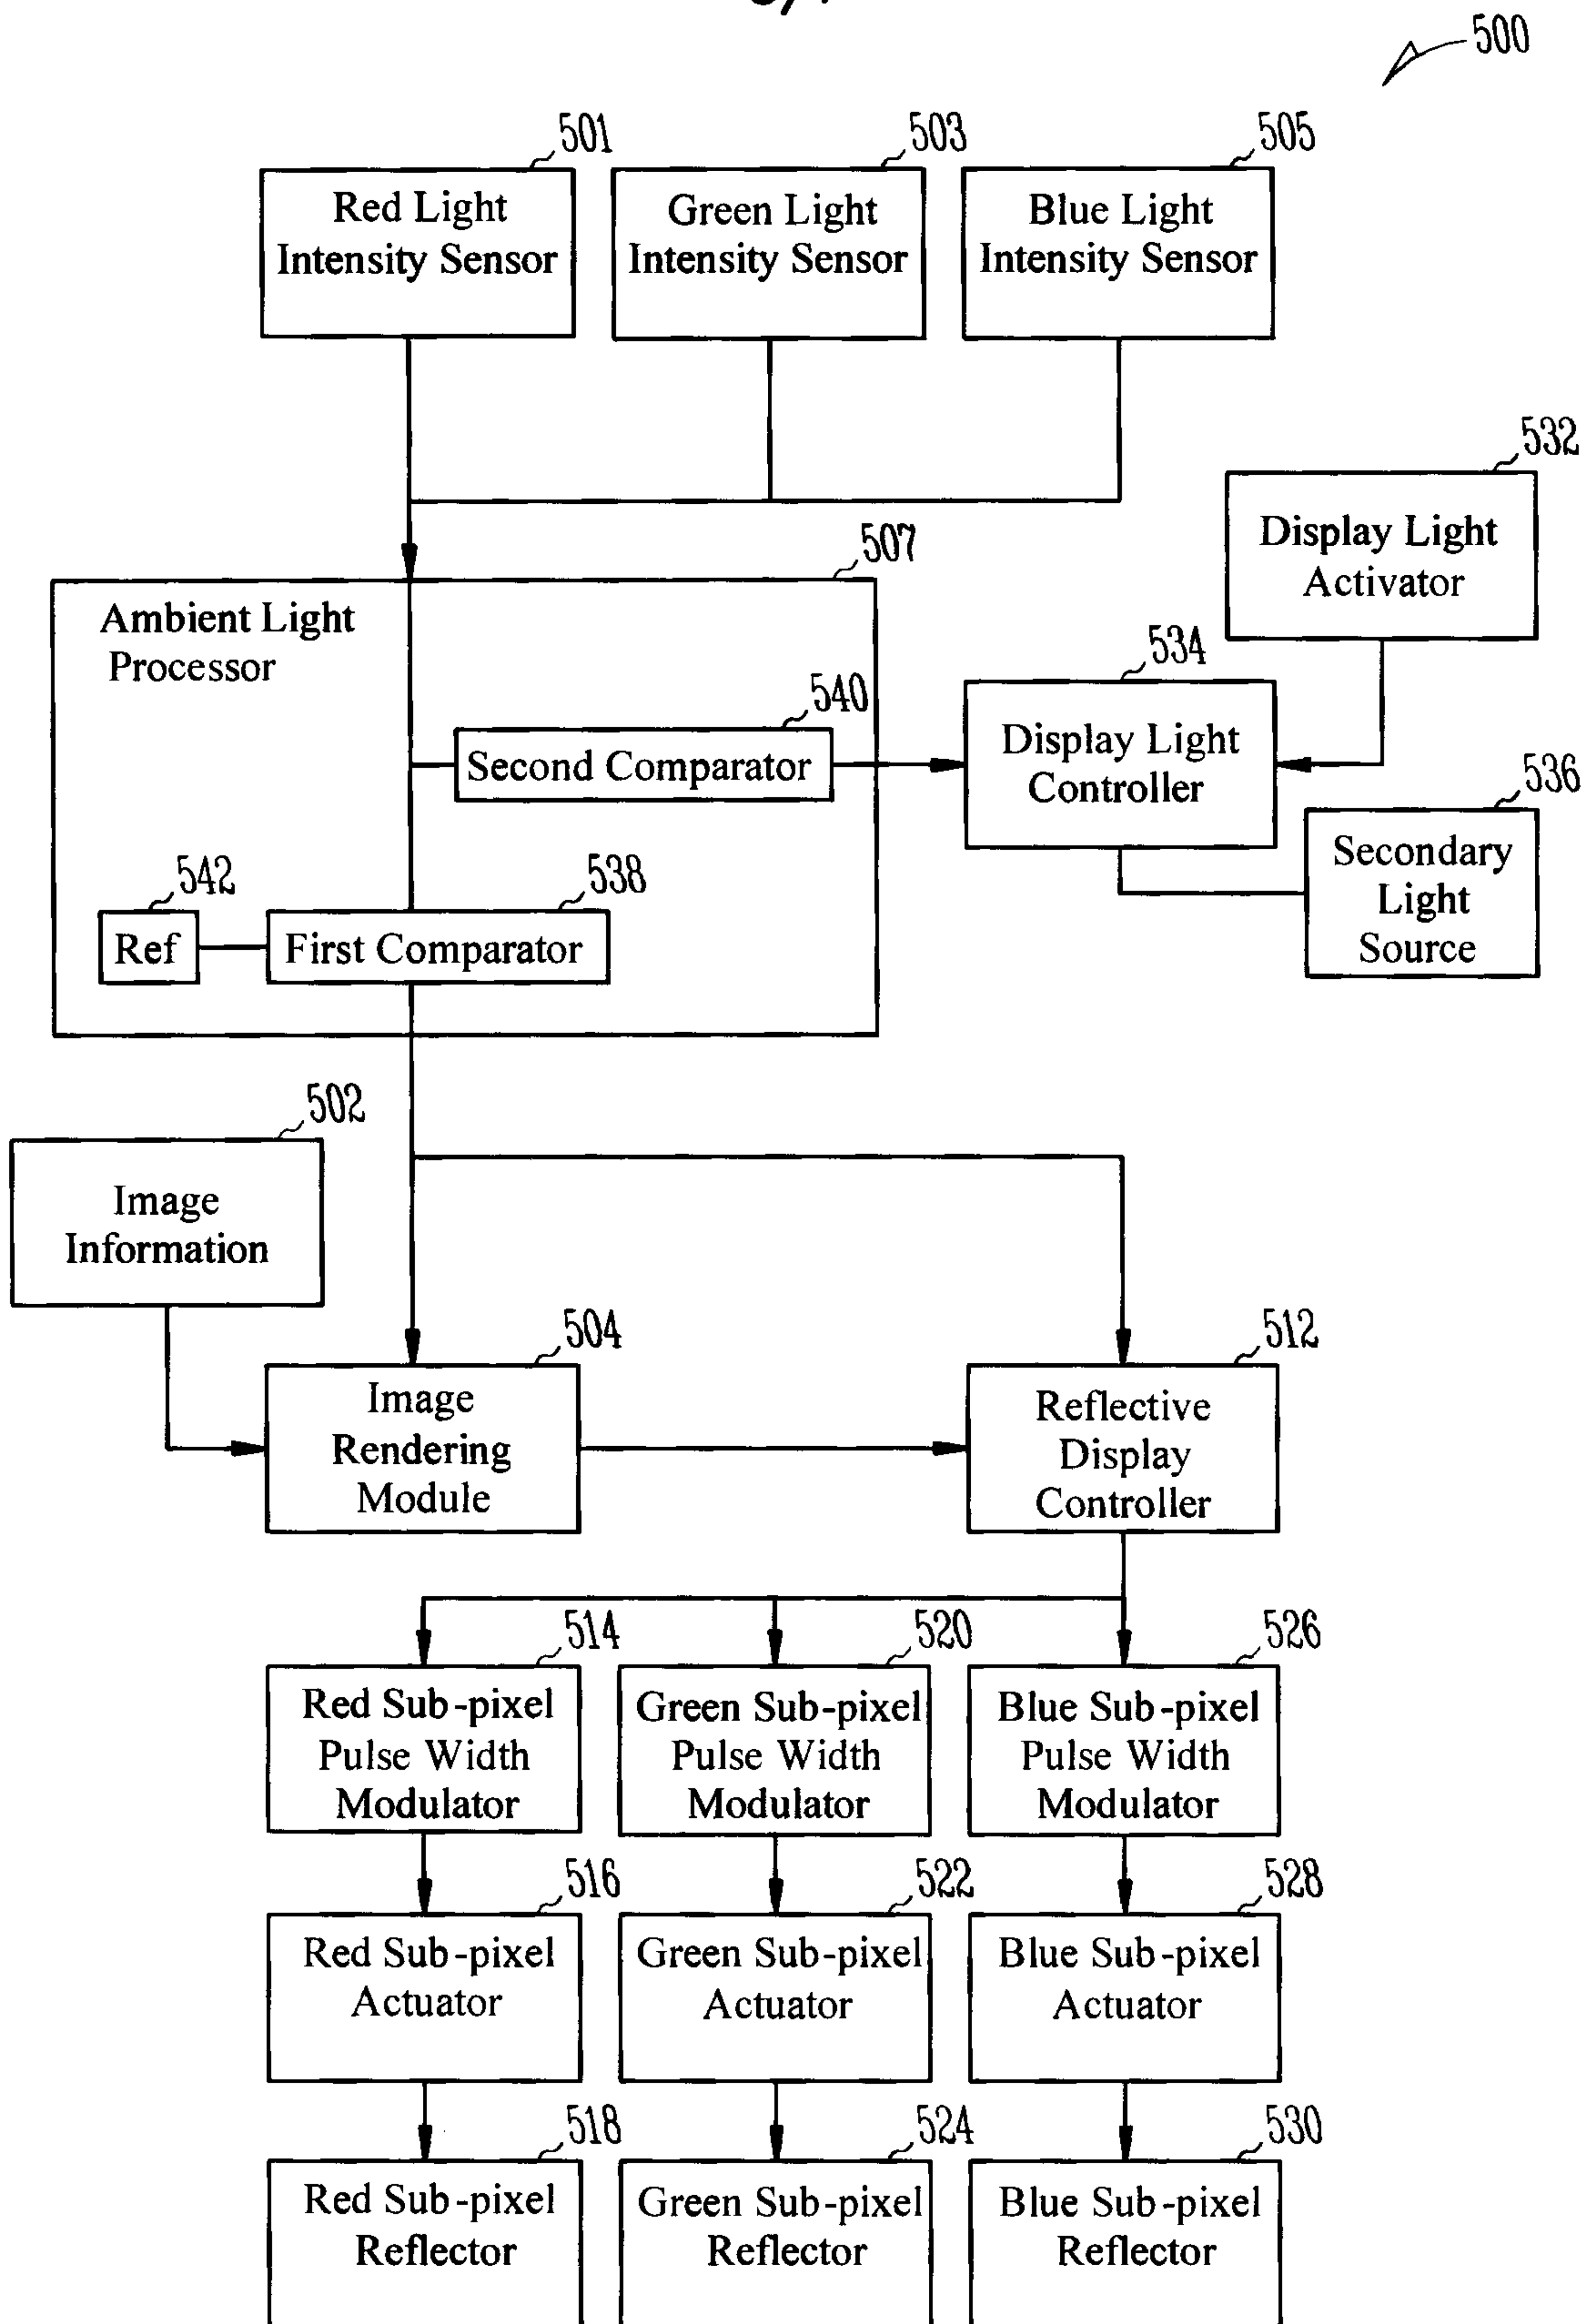 500
501
503
505
Red Light
Intensity Sensor
Green Light
Intensity Sensor
Blue Light
Intensity Sensor
532
Display Light
Activator
507
Ambient Light
Processor
534
Display Light
Controller
540
Second Comparator
536
Secondary
Light
Source
542
Ref
538
First Comparator
502
Image
Information
504
Image
Rendering
Module
512
Reflective
Display
Controller
514
Red Sub-pixel
Pulse Width
Modulator
520
Green Sub-pixel
Pulse Width
Modulator
526
Blue Sub-pixel
Pulse Width
Modulator
516
Red Sub-pixel
Actuator
522
Green Sub-pixel
Actuator
528
Blue Sub-pixel
Actuator
518
Red Sub-pixel
Reflector
524
Green Sub-pixel
Reflector
530
Blue Sub-pixel
Reflector